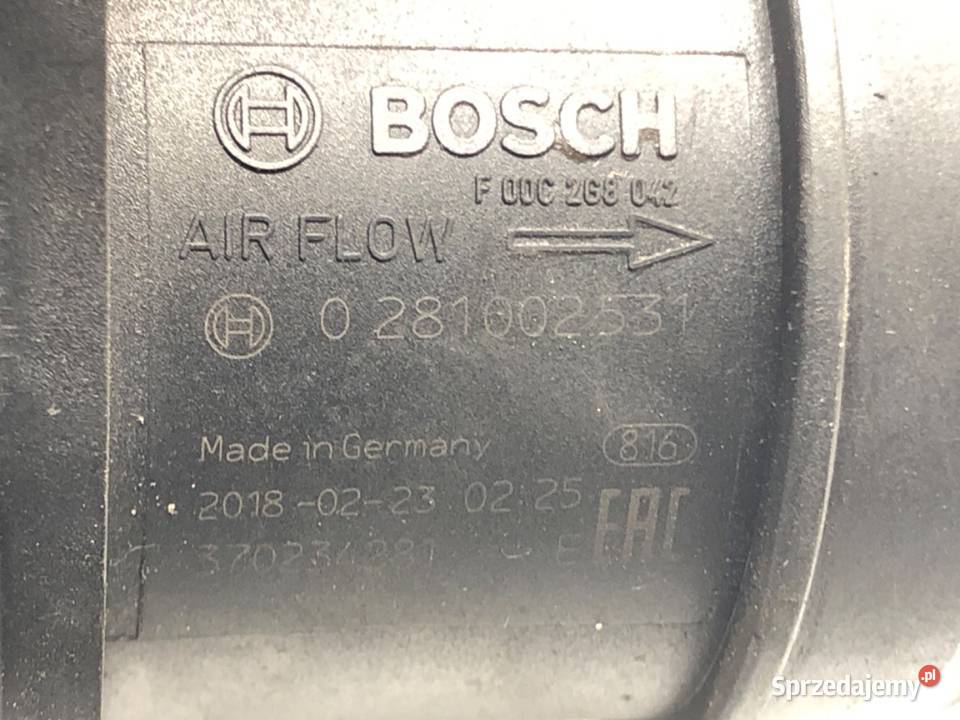 BOSCH
F 00C 2G8 042
AIR FLOW
0 281002531
Made in Germany 816
2018-02-23 02:25
EAC
Sprzedajemy.pl